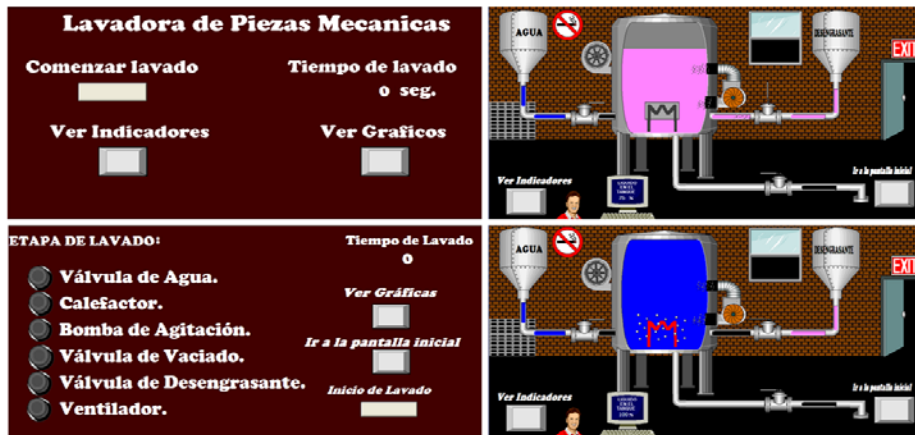 Lavadora de Piezas Mecanicas
Comenzar lavado
Tiempo de lavado
0 seg.
Ver Indicadores
Ver Graficos
AGUA
DESENGRASANTE
EXIT
Ver Indicadores
Ir a la pantalla inicial
75 %
ETAPA DE LAVADO:
Válvula de Agua.
Calefactor.
Bomba de Agitación.
Válvula de Vaciado.
Válvula de Desengrasante.
Ventilador.
Tiempo de Lavado
0
Ver Gráficas
Ir a la pantalla inicial
Inicio de Lavado
AGUA
DESENGRASANTE
EXIT
Ver Indicadores
Ir a la pantalla inicial
100 %